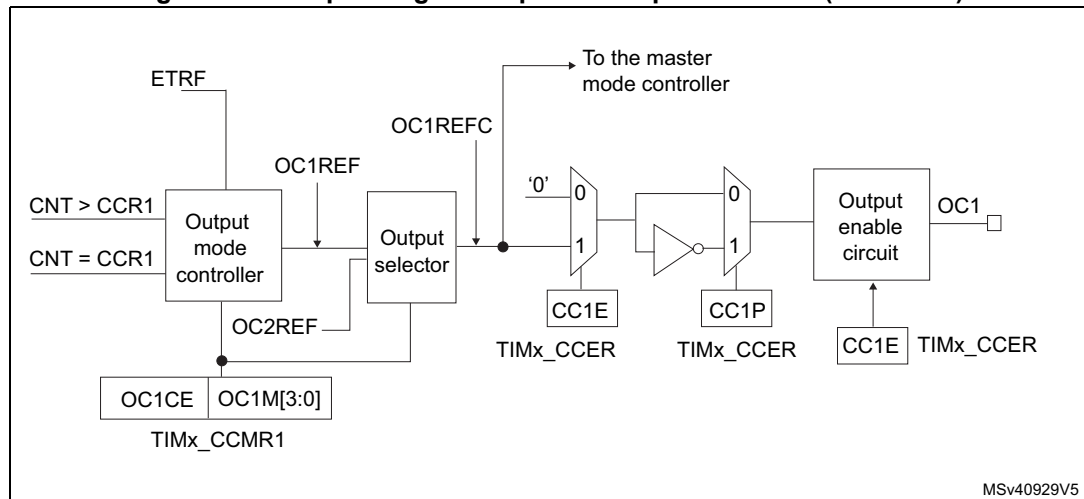 To the master
mode controller
ETRF
OC1REFC
OC1REF
'0'
0
0
CNT > CCR1
Output
mode
controller
Output
selector
Output
enable
circuit
OC1
CNT = CCR1
1
1
OC2REF
CC1E
CC1P
CC1E
TIMx_CCER
TIMx_CCER
TIMx_CCER
OC1CE
OC1M[3:0]
TIMx_CCMR1
MSv40929V5